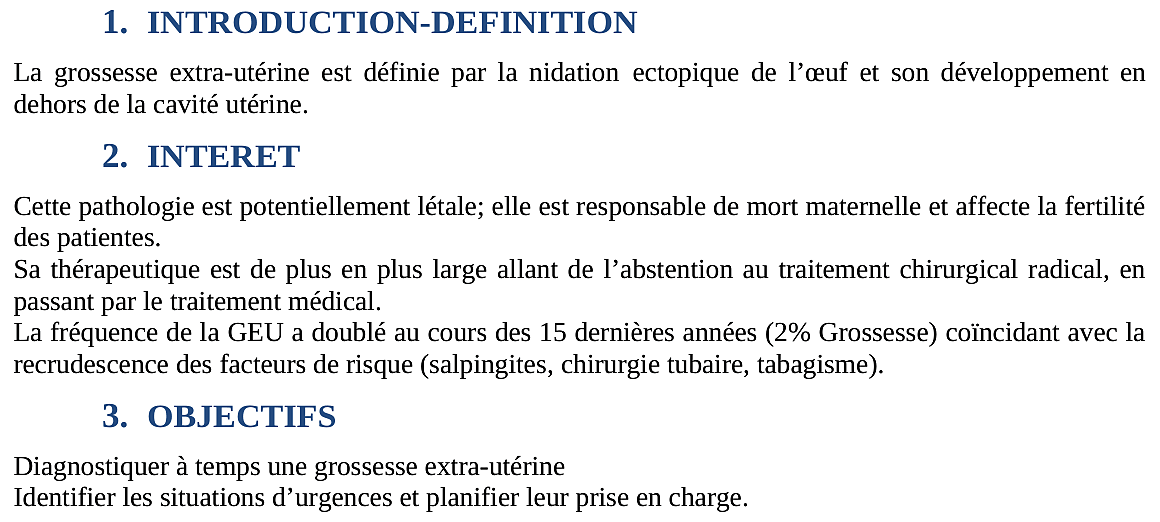 1. INTRODUCTION-DEFINITION
La grossesse extra-utérine est définie par la nidation ectopique de l’œuf et son développement en
dehors de la cavité utérine.
2. INTERET
Cette pathologie est potentiellement létale; elle est responsable de mort maternelle et affecte la fertilité
des patientes.
Sa thérapeutique est de plus en plus large allant de l’abstention au traitement chirurgical radical, en
passant par le traitement médical.
La fréquence de la GEU a doublé au cours des 15 dernières années (2% Grossesse) coïncidant avec la
recrudescence des facteurs de risque (salpingites, chirurgie tubaire, tabagisme).
3. OBJECTIFS
Diagnostiquer à temps une grossesse extra-utérine
Identifier les situations d’urgences et planifier leur prise en charge.